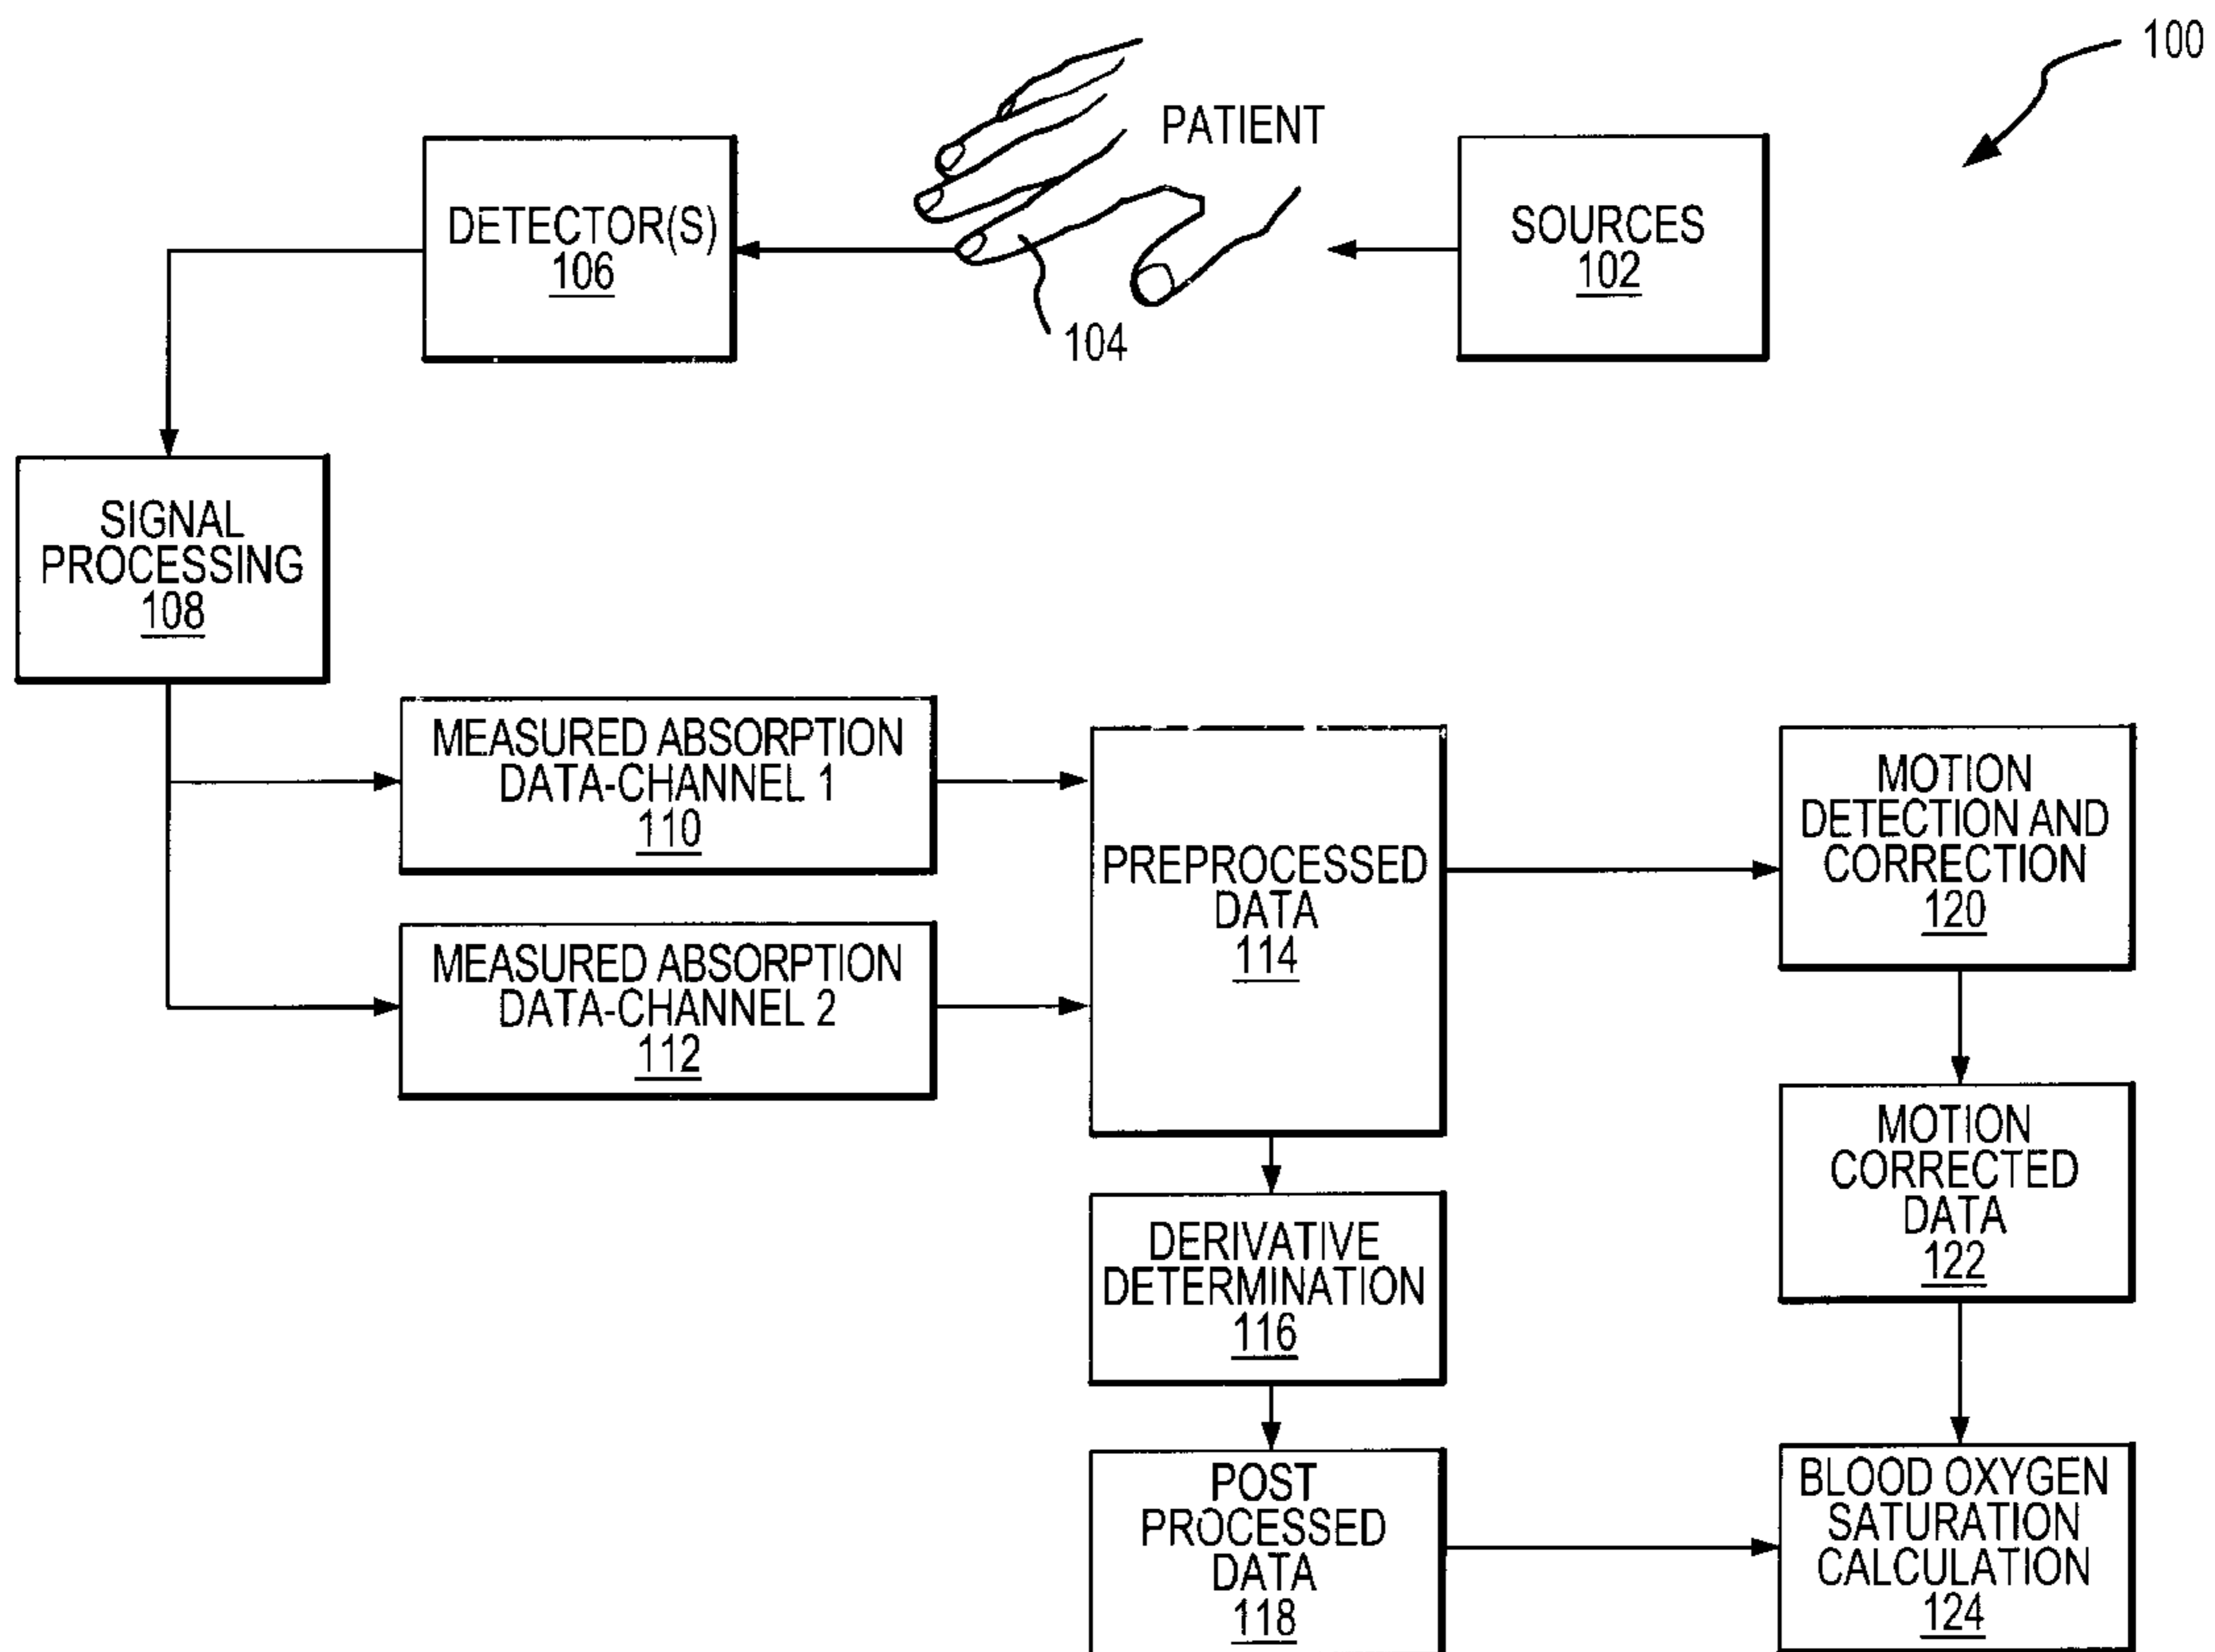 100
PATIENT
DETECTOR(S)
106
SOURCES
102
104
SIGNAL
PROCESSING
108
MEASURED ABSORPTION
DATA-CHANNEL 1
110
MEASURED ABSORPTION
DATA-CHANNEL 2
112
PREPROCESSED
DATA
114
MOTION
DETECTION AND
CORRECTION
120
MOTION
CORRECTED
DATA
122
DERIVATIVE
DETERMINATION
116
POST
PROCESSED
DATA
118
BLOOD OXYGEN
SATURATION
CALCULATION
124